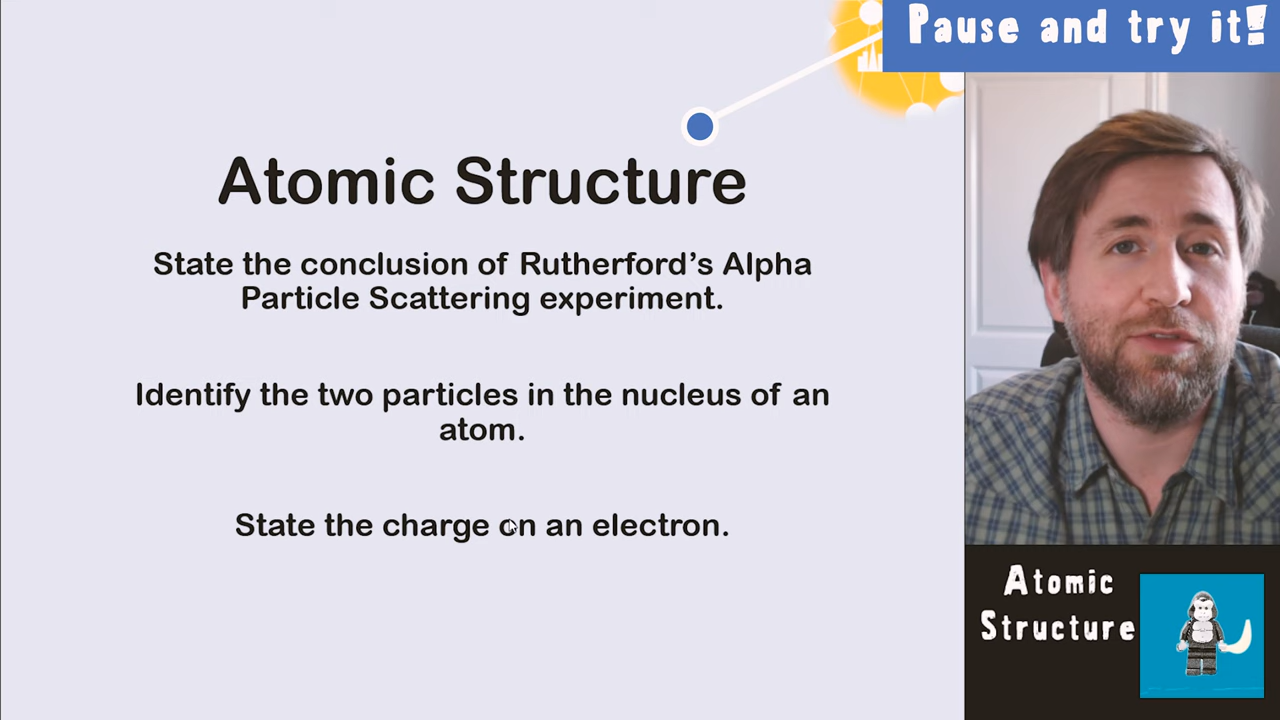 Pause and try it!
Atomic Structure
State the conclusion of Rutherford's Alpha
Particle Scattering experiment.
Identify the two particles in the nucleus of an
atom.
State the charge on an electron.
Atomic
Structure